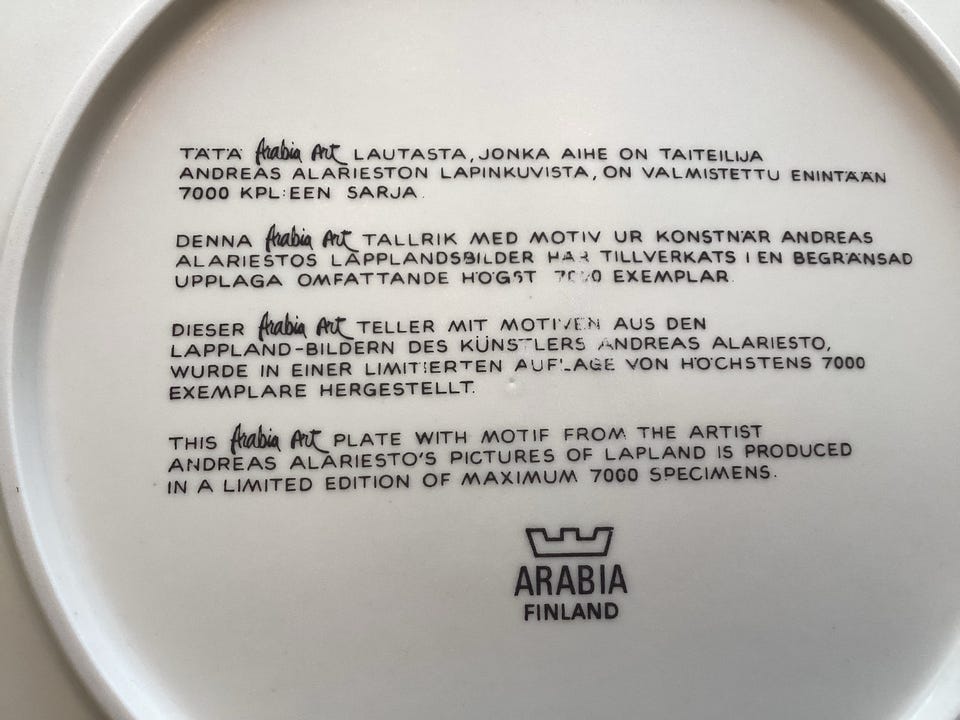 TÄTÄ Arabia Art LAUTASTA, JONKA AIHE ON TAITEILIJA
ANDREAS ALARIESTON LAPINKUVISTA, ON VALMISTETTU ENINTÄÄN
7000 KPL:EEN SARJA.
DENNA Arabia Art TALLRIK MED MOTIV UR KONSTNÄR ANDREAS
ALARIESTOS LAPPLANDSBILDER HAR TILLVERKATS I EN BEGRÄNSAD
UPPLAGA OMFATTANDE HÖGST 7000 EXEMPLAR.
DIESER Arabia Art TELLER MIT MOTIVEN AUS DEN
LAPPLAND-BILDERN DES KÜNSTLERS ANDREAS ALARIESTO,
WURDE IN EINER LIMITIERTEN AUFLAGE VON HÖCHSTENS 7000
EXEMPLARE HERGESTELLT.
THIS Arabia Art PLATE WITH MOTIF FROM THE ARTIST
ANDREAS ALARIESTO'S PICTURES OF LAPLAND IS PRODUCED
IN A LIMITED EDITION OF MAXIMUM 7000 SPECIMENS.
ARABIA
FINLAND